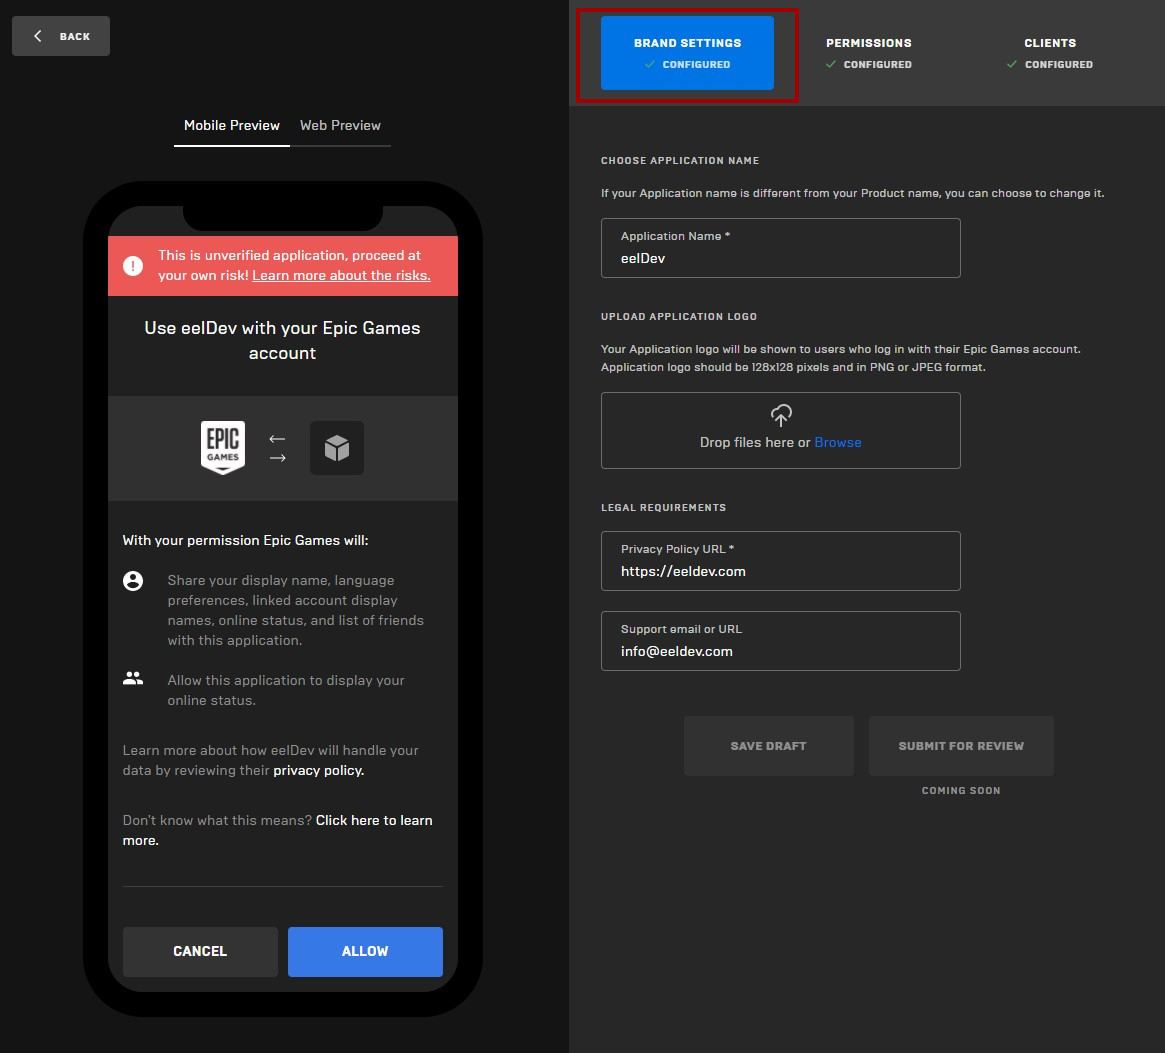 BACK
Mobile Preview
Web Preview
This is unverified application, proceed at
your own risk! Learn more about the risks.
Use eelDev with your Epic Games
account
EPIC
GAMES
With your permission Epic Games will:
Share your display name, language
preferences, linked account display
names, online status, and list of friends
with this application.
Allow this application to display your
online status.
Learn more about how eelDev will handle your
data by reviewing their privacy policy.
Don't know what this means? Click here to learn
more.
CANCEL
ALLOW
BRAND SETTINGS
CONFIGURED
PERMISSIONS
CONFIGURED
CLIENTS
CONFIGURED
CHOOSE APPLICATION NAME
If your Application name is different from your Product name, you can choose to change it.
Application Name *
eelDev
UPLOAD APPLICATION LOGO
Your Application logo will be shown to users who log in with their Epic Games account.
Application logo should be 128x128 pixels and in PNG or JPEG format.
Drop files here or Browse
LEGAL REQUIREMENTS
Privacy Policy URL *
https://eeldev.com
Support email or URL
info@eeldev.com
SAVE DRAFT
SUBMIT FOR REVIEW
COMING SOON